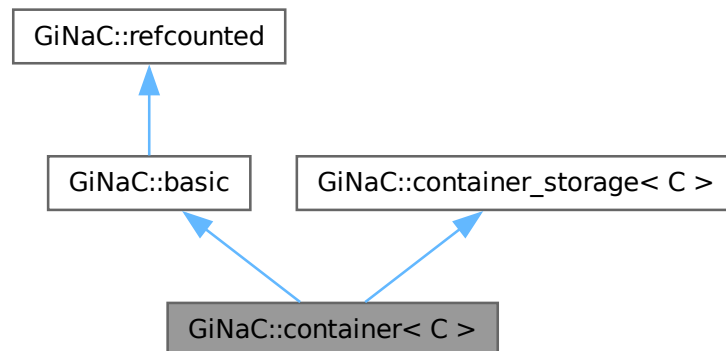 GiNaC::refcounted
GiNaC::basic
GiNaC::container_storage< C >
GiNaC::container< C >